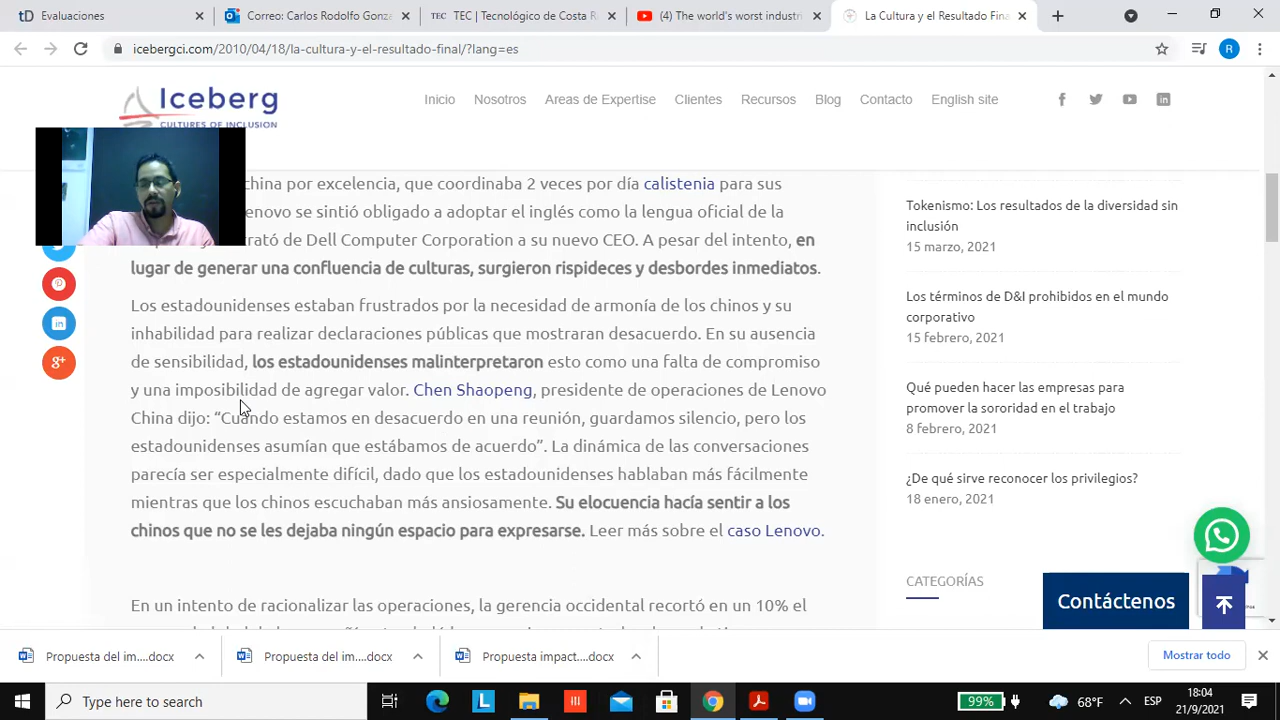 tD Evaluaciones
Correo: Carlos Rodolfo Gonzá
TEC TEC | Tecnológico de Costa R
(4) The world's worst industri
La Cultura y el Resultado Fina
icebergci.com/2010/04/18/la-cultura-y-el-resultado-final/?lang=es
R
Iceberg
CULTURES OF INCLUSION
Inicio Nosotros Areas de Expertise Clientes Recursos Blog Contacto English site
china por excelencia, que coordinaba 2 veces por día calistenia para sus
enovo se sintió obligado a adoptar el inglés como la lengua oficial de la
rató de Dell Computer Corporation a su nuevo CEO. A pesar del intento, en
lugar de generar una confluencia de culturas, surgieron rispideces y desbordes inmediatos.
Los estadounidenses estaban frustrados por la necesidad de armonía de los chinos y su
inhabilidad para realizar declaraciones públicas que mostraran desacuerdo. En su ausencia
de sensibilidad, los estadounidenses malinterpretaron esto como una falta de compromiso
y una imposibilidad de agregar valor. Chen Shaopeng, presidente de operaciones de Lenovo
China dijo: “Cuando estamos en desacuerdo en una reunión, guardamos silencio, pero los
estadounidenses asumían que estábamos de acuerdo”. La dinámica de las conversaciones
parecía ser especialmente difícil, dado que los estadounidenses hablaban más fácilmente
mientras que los chinos escuchaban más ansiosamente. Su elocuencia hacía sentir a los
chinos que no se les dejaba ningún espacio para expresarse. Leer más sobre el caso Lenovo.
En un intento de racionalizar las operaciones, la gerencia occidental recortó en un 10% el
Tokenismo: Los resultados de la diversidad sin
inclusión
15 marzo, 2021
Los términos de D&I prohibidos en el mundo
corporativo
15 febrero, 2021
Qué pueden hacer las empresas para
promover la sororidad en el trabajo
8 febrero, 2021
¿De qué sirve reconocer los privilegios?
18 enero, 2021
CATEGORÍAS
Contáctenos
Propuesta del im....docx
Propuesta del im....docx
Propuesta impact....docx
Mostrar todo
Type here to search
99%
68°F
ESP
18:04
21/9/2021